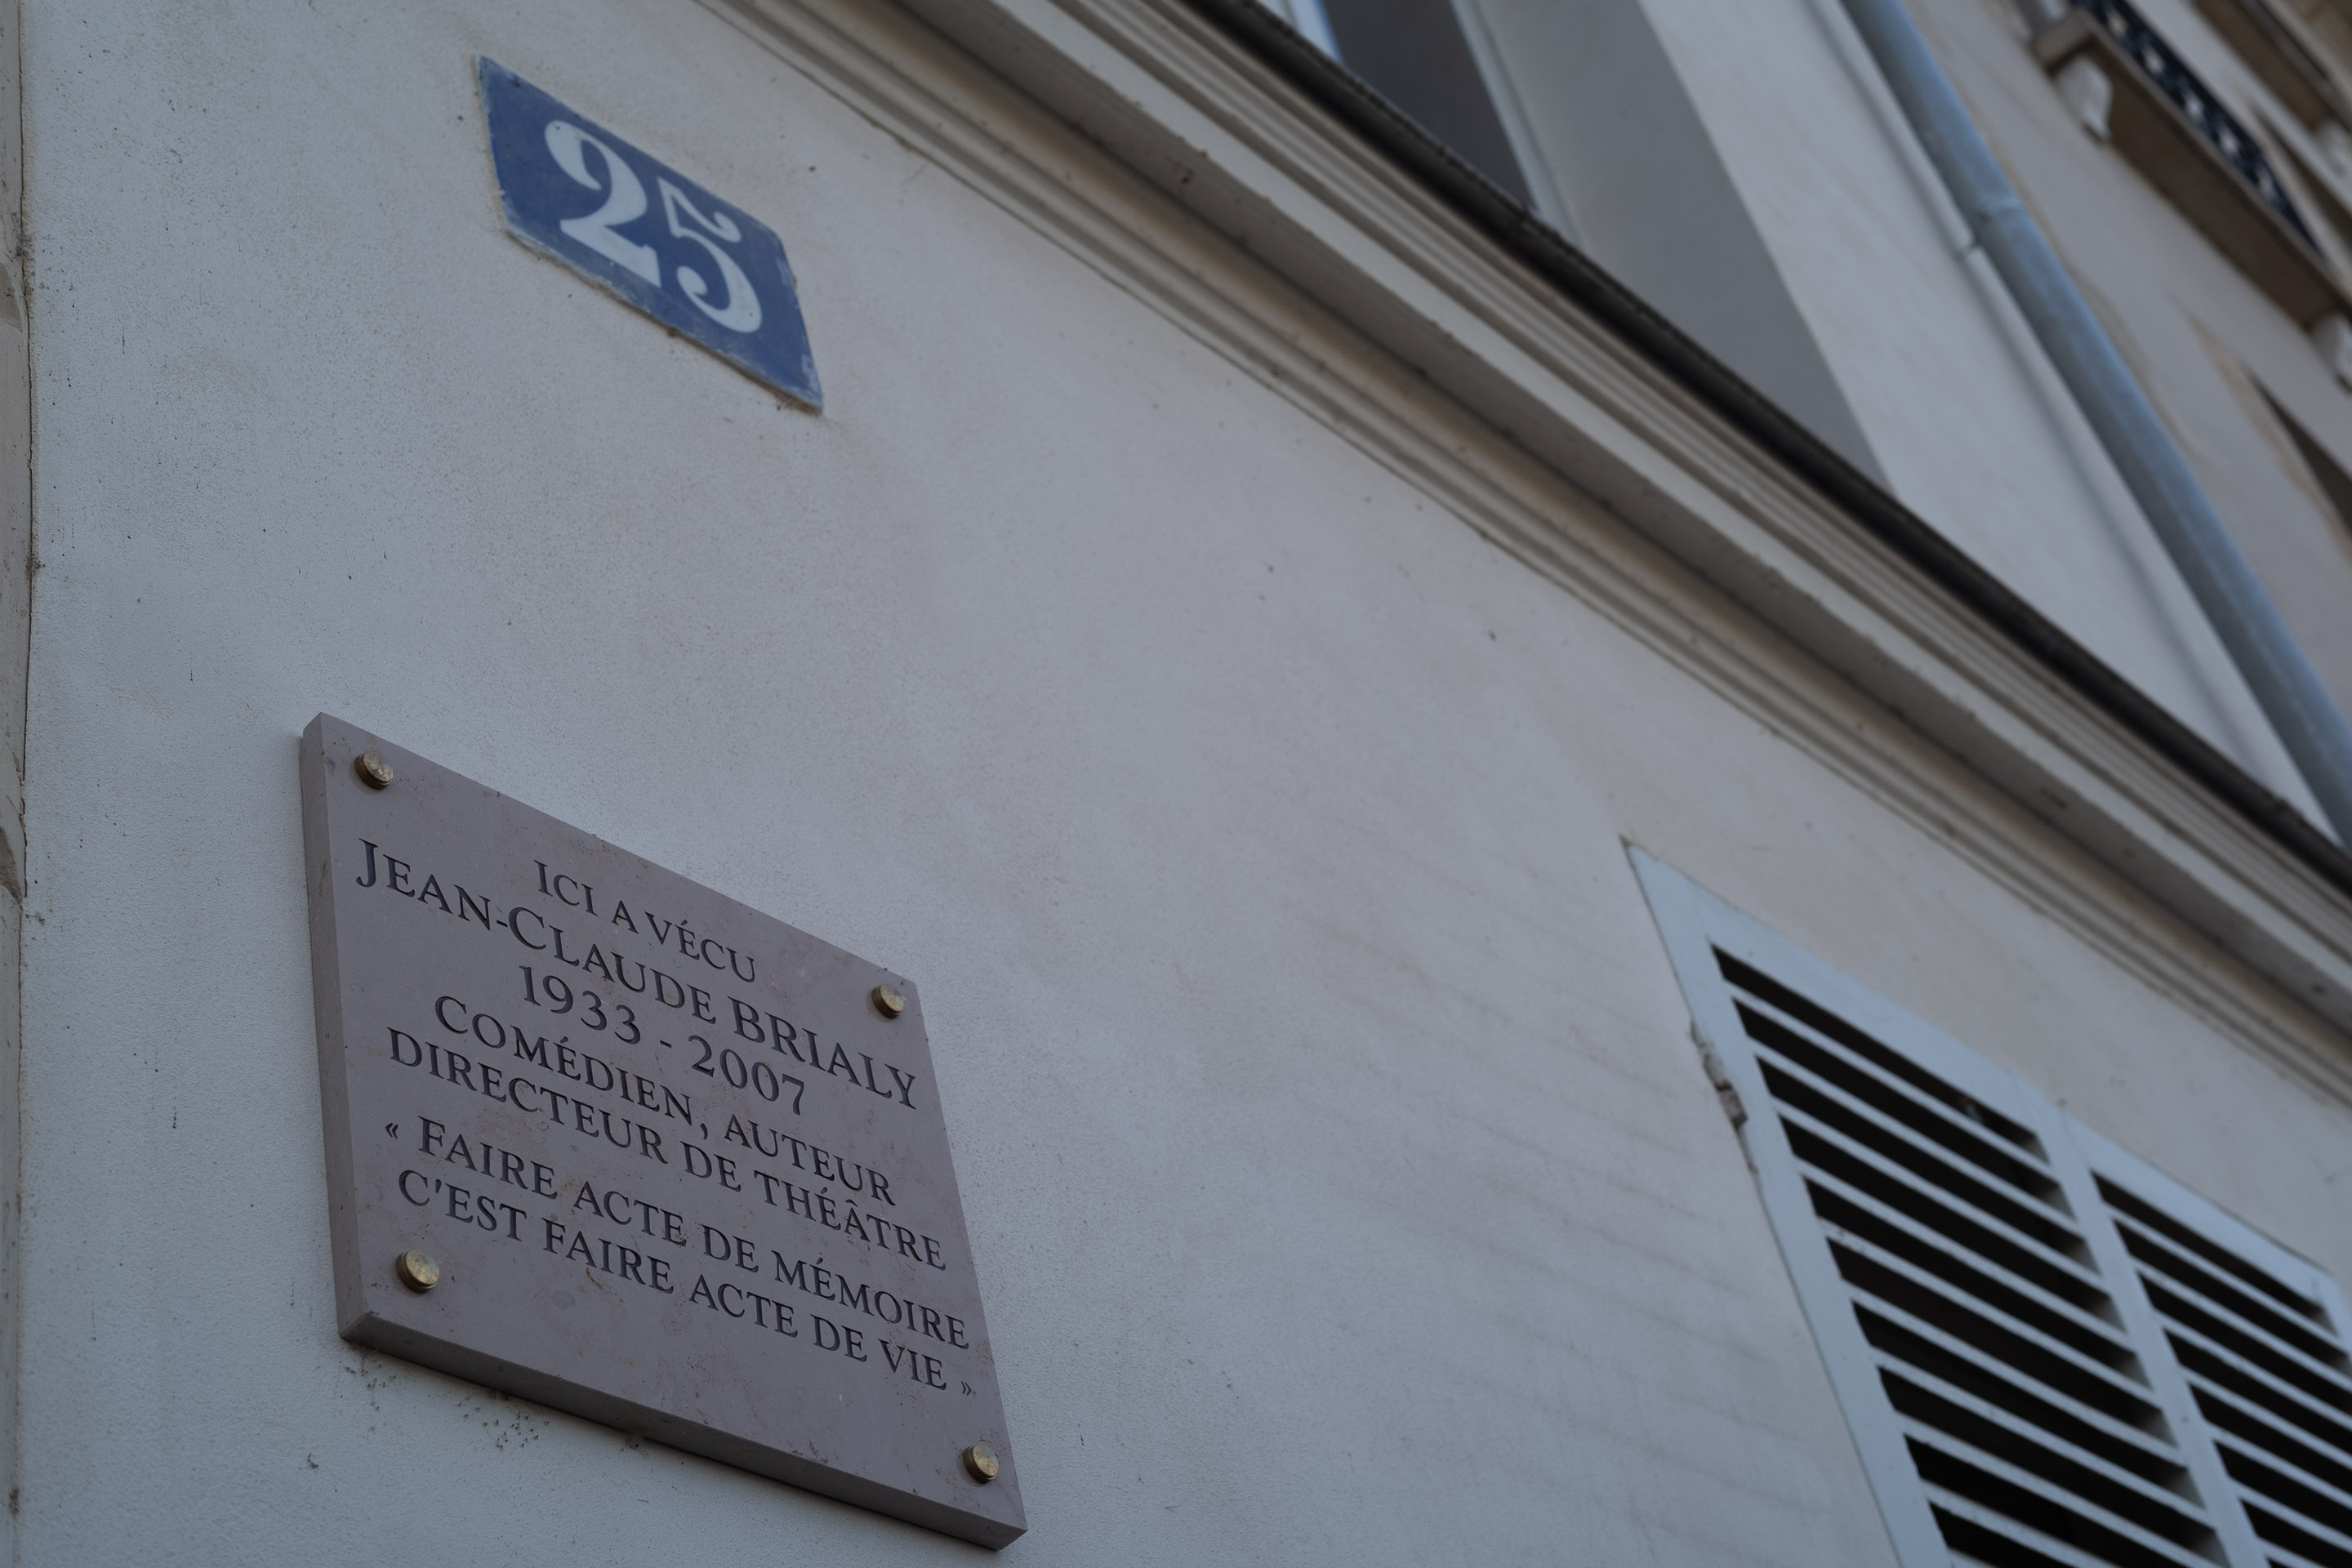 25
ICI A VÉCU
JEAN-CLAUDE BRIALY
1933 - 2007
COMÉDIEN, AUTEUR
DIRECTEUR DE THÉÂTRE
« FAIRE ACTE DE MÉMOIRE
C'EST FAIRE ACTE DE VIE »